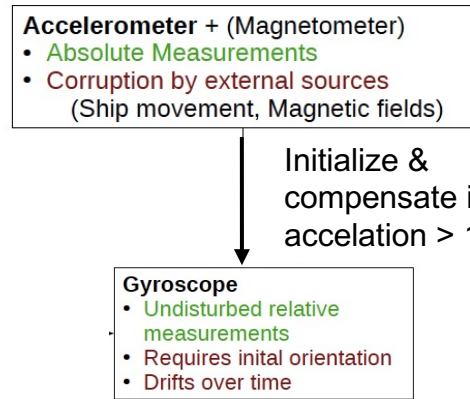 Accelerometer + (Magnetometer)
• Absolute Measurements
• Corruption by external sources
(Ship movement, Magnetic fields)
Initialize &
compensate i
accelation > 1
Gyroscope
• Undisturbed relative
measurements
• Requires inital orientation
• Drifts over time